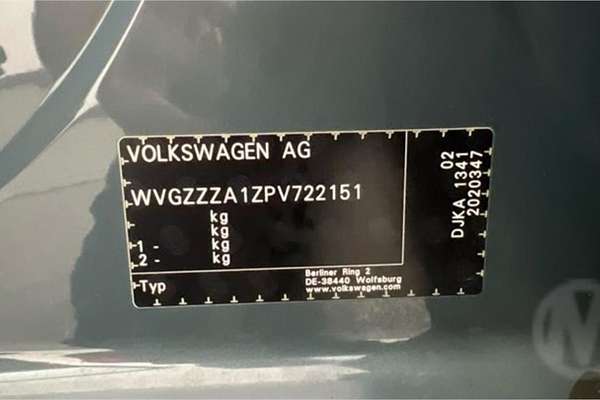 VOLKSWAGEN AG
WVGZZZA1ZPV722151
kg
kg
1 - kg
2 - kg
Typ
Berliner Ring 2
DE-38440 Wolfsburg
www.volkswagen.com
02
DJKA 1341
2020347